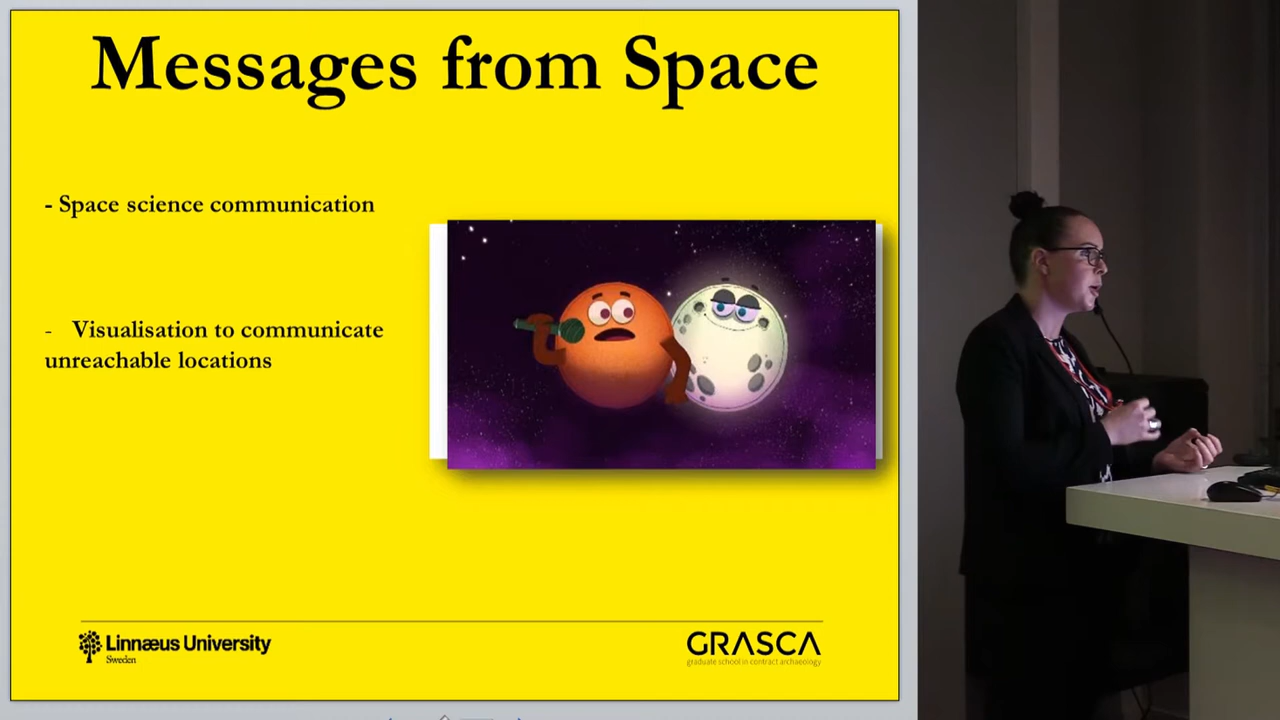 Messages from Space
- Space science communication
- Visualisation to communicate
unreachable locations
Linnæus University
Sweden
GRASCA
graduate school in contract archaeology